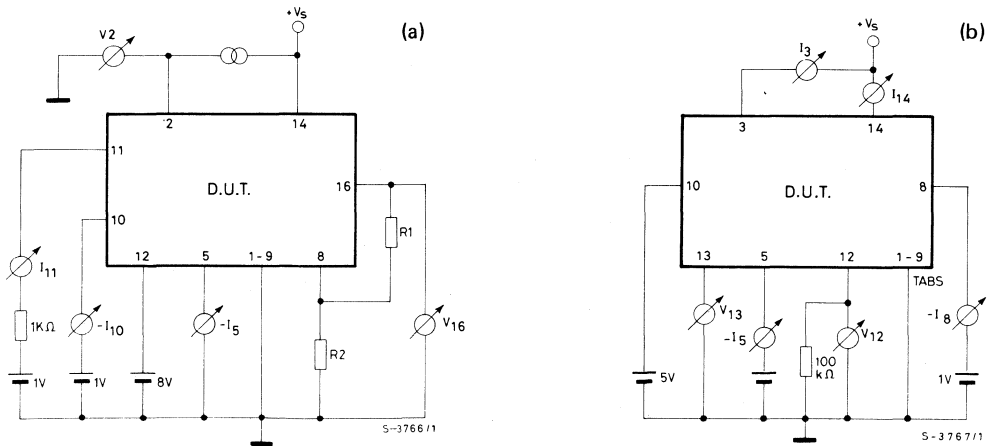 +Vs
(a)
V2
2
14
11
D.U.T.
16
10
R1
12
5
1-9
8
I11
1KΩ
-I10
-I5
V16
R2
1V
1V
8V
S-3766/1
+Vs
(b)
I3
I14
3
14
10
D.U.T.
8
13
5
12
1-9
TABS
V13
-I5
V12
-I8
100
kΩ
5V
1V
S-3767/1